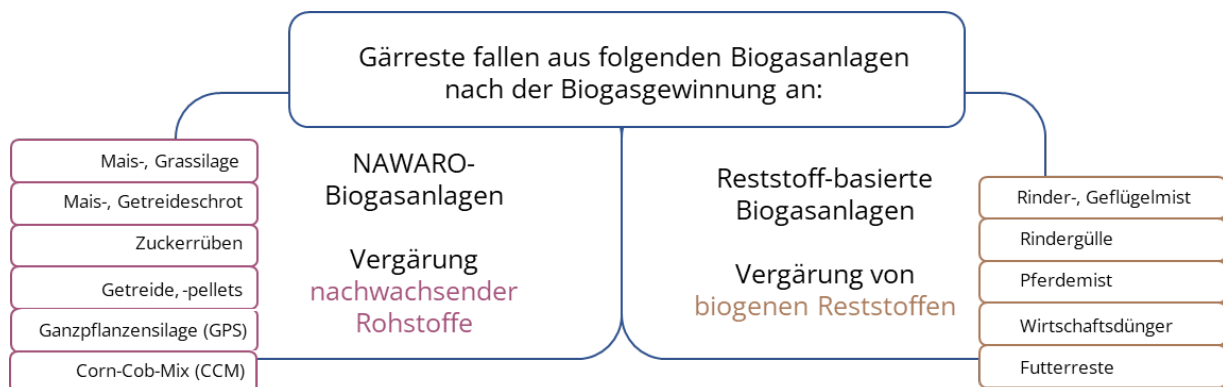 Gärreste fallen aus folgenden Biogasanlagen
nach der Biogasgewinnung an:
Mais-, Grassilage
Mais-, Getreideschrot
Zuckerrüben
Getreide, -pellets
Ganzpflanzensilage (GPS)
Corn-Cob-Mix (CCM)
NAWARO-
Biogasanlagen
Vergärung
nachwachsender
Rohstoffe
Reststoff-basierte
Biogasanlagen
Vergärung von
biogenen Reststoffen
Rinder-, Geflügelmist
Rindergülle
Pferdemist
Wirtschaftsdünger
Futterreste